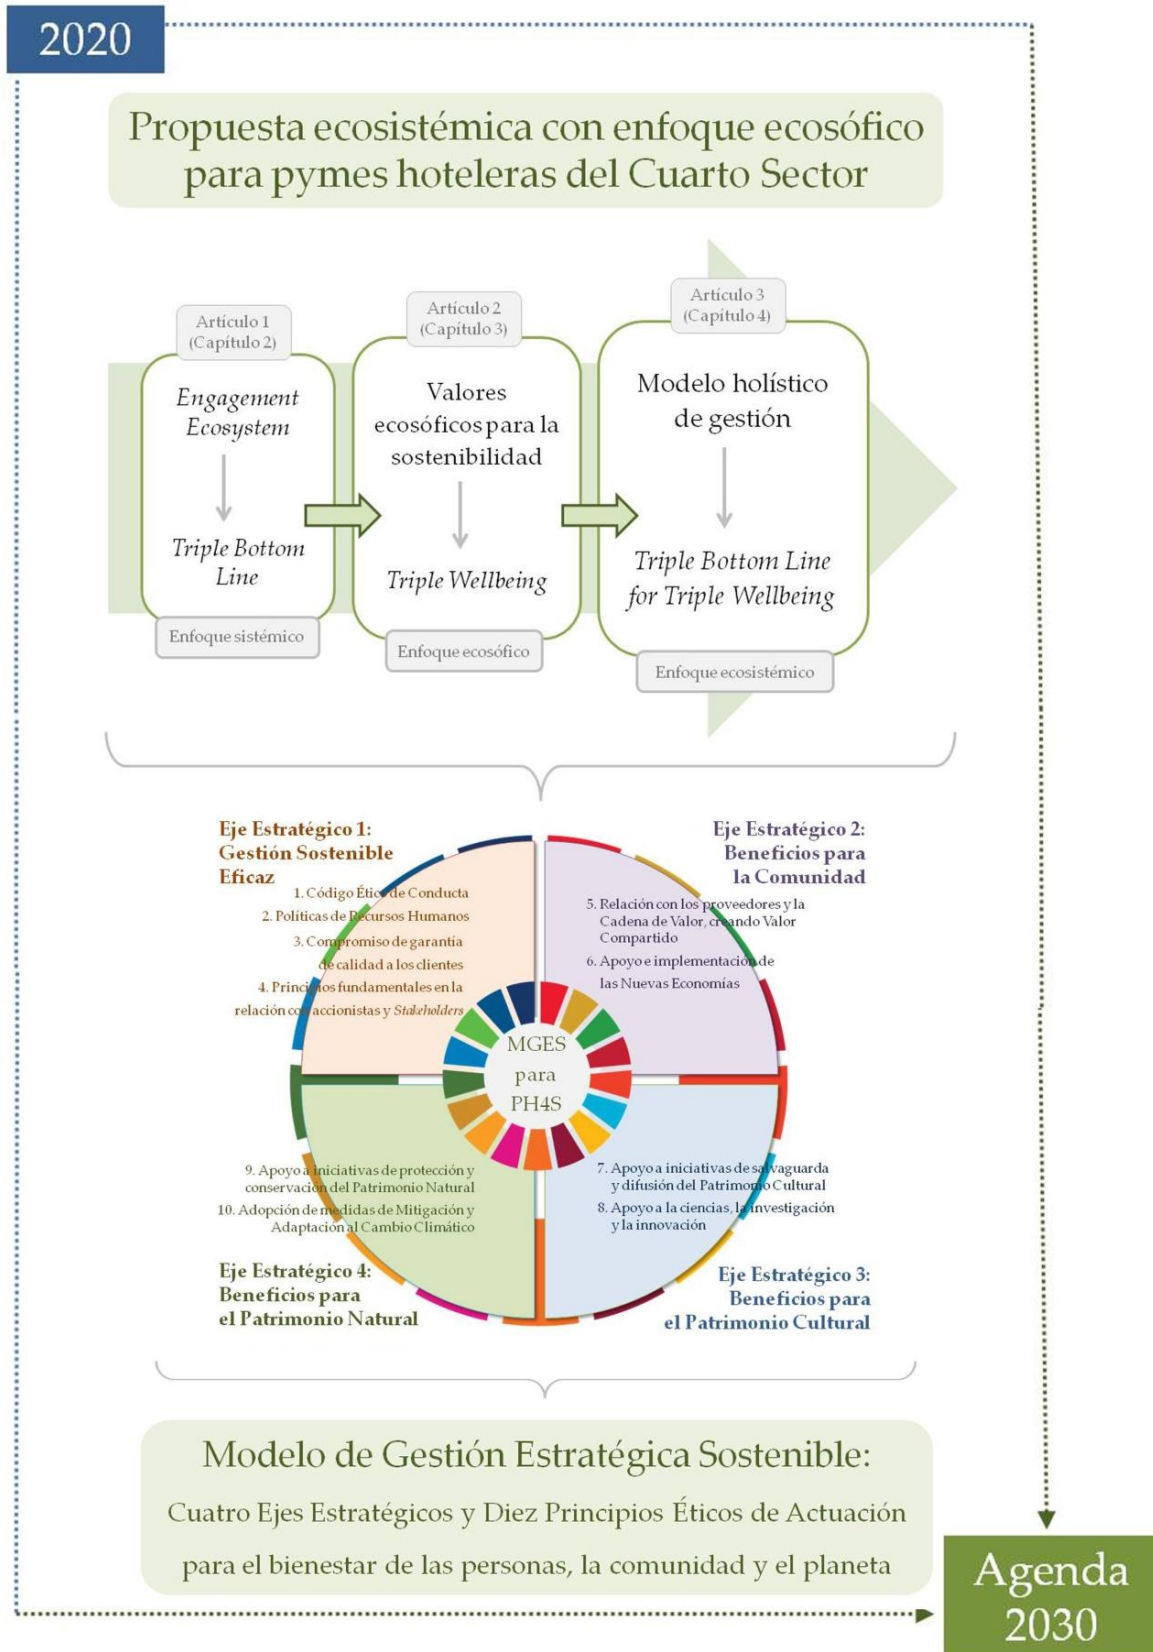 2020
Propuesta ecosistémica con enfoque ecosófico
para pymes hoteleras del Cuarto Sector
Artículo 1
(Capítulo 2)
Engagement
Ecosystem
Triple Bottom
Line
Enfoque sistémico
Artículo 2
(Capítulo 3)
Valores
ecosóficos para la
sostenibilidad
Triple Wellbeing
Enfoque ecosófico
Artículo 3
(Capítulo 4)
Modelo holístico
de gestión
Triple Bottom Line
for Triple Wellbeing
Enfoque ecosistémico
Eje Estratégico 1:
Gestión Sostenible
Eficaz
1. Código Ético de Conducta
2. Políticas de Recursos Humanos
3. Compromiso de garantía
de calidad a los clientes
4. Principios fundamentales en la
relación con accionistas y Stakeholders
Eje Estratégico 2:
Beneficios para
la Comunidad
5. Relación con los proveedores y la
Cadena de Valor, creando Valor
Compartido
6. Apoyo e implementación de
las Nuevas Economías
MGES
para
PH4S
9. Apoyo a iniciativas de protección y
conservación del Patrimonio Natural
10. Adopción de medidas de Mitigación y
Adaptación al Cambio Climático
Eje Estratégico 4:
Beneficios para
el Patrimonio Natural
7. Apoyo a iniciativas de salvaguarda
y difusión del Patrimonio Cultural
8. Apoyo a la ciencias, la investigación
y la innovación
Eje Estratégico 3:
Beneficios para
el Patrimonio Cultural
Modelo de Gestión Estratégica Sostenible:
Cuatro Ejes Estratégicos y Diez Principios Éticos de Actuación
para el bienestar de las personas, la comunidad y el planeta
Agenda
2030